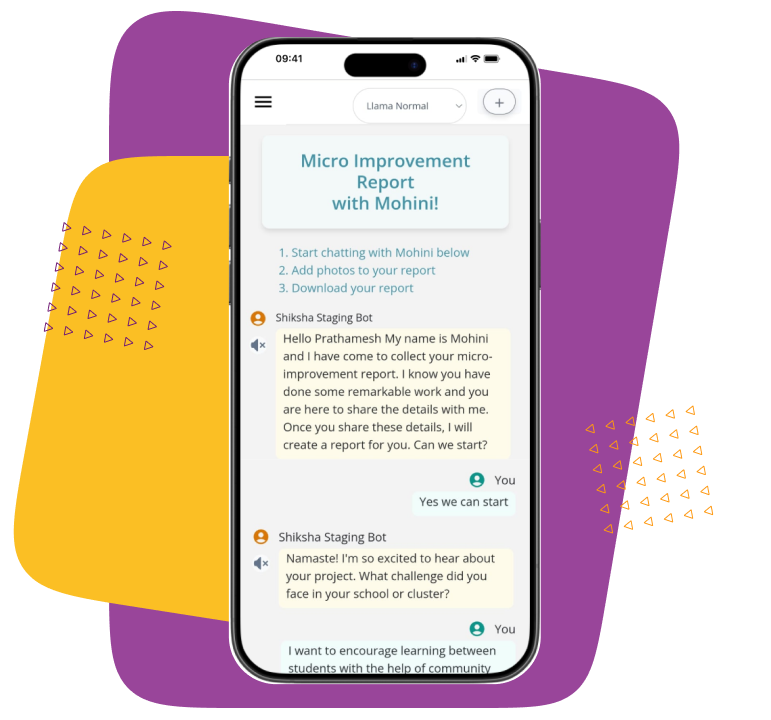 09:41
Llama Normal
+
Micro Improvement
Report
with Mohini!
1. Start chatting with Mohini below
2. Add photos to your report
3. Download your report
Shiksha Staging Bot
Hello Prathamesh My name is Mohini
and I have come to collect your micro-
improvement report. I know you have
done some remarkable work and you
are here to share the details with me.
Once you share these details, I will
create a report for you. Can we start?
You
Yes we can start
Shiksha Staging Bot
Namaste! I'm so excited to hear about
your project. What challenge did you
face in your school or cluster?
You
I want to encourage learning between
students with the help of community